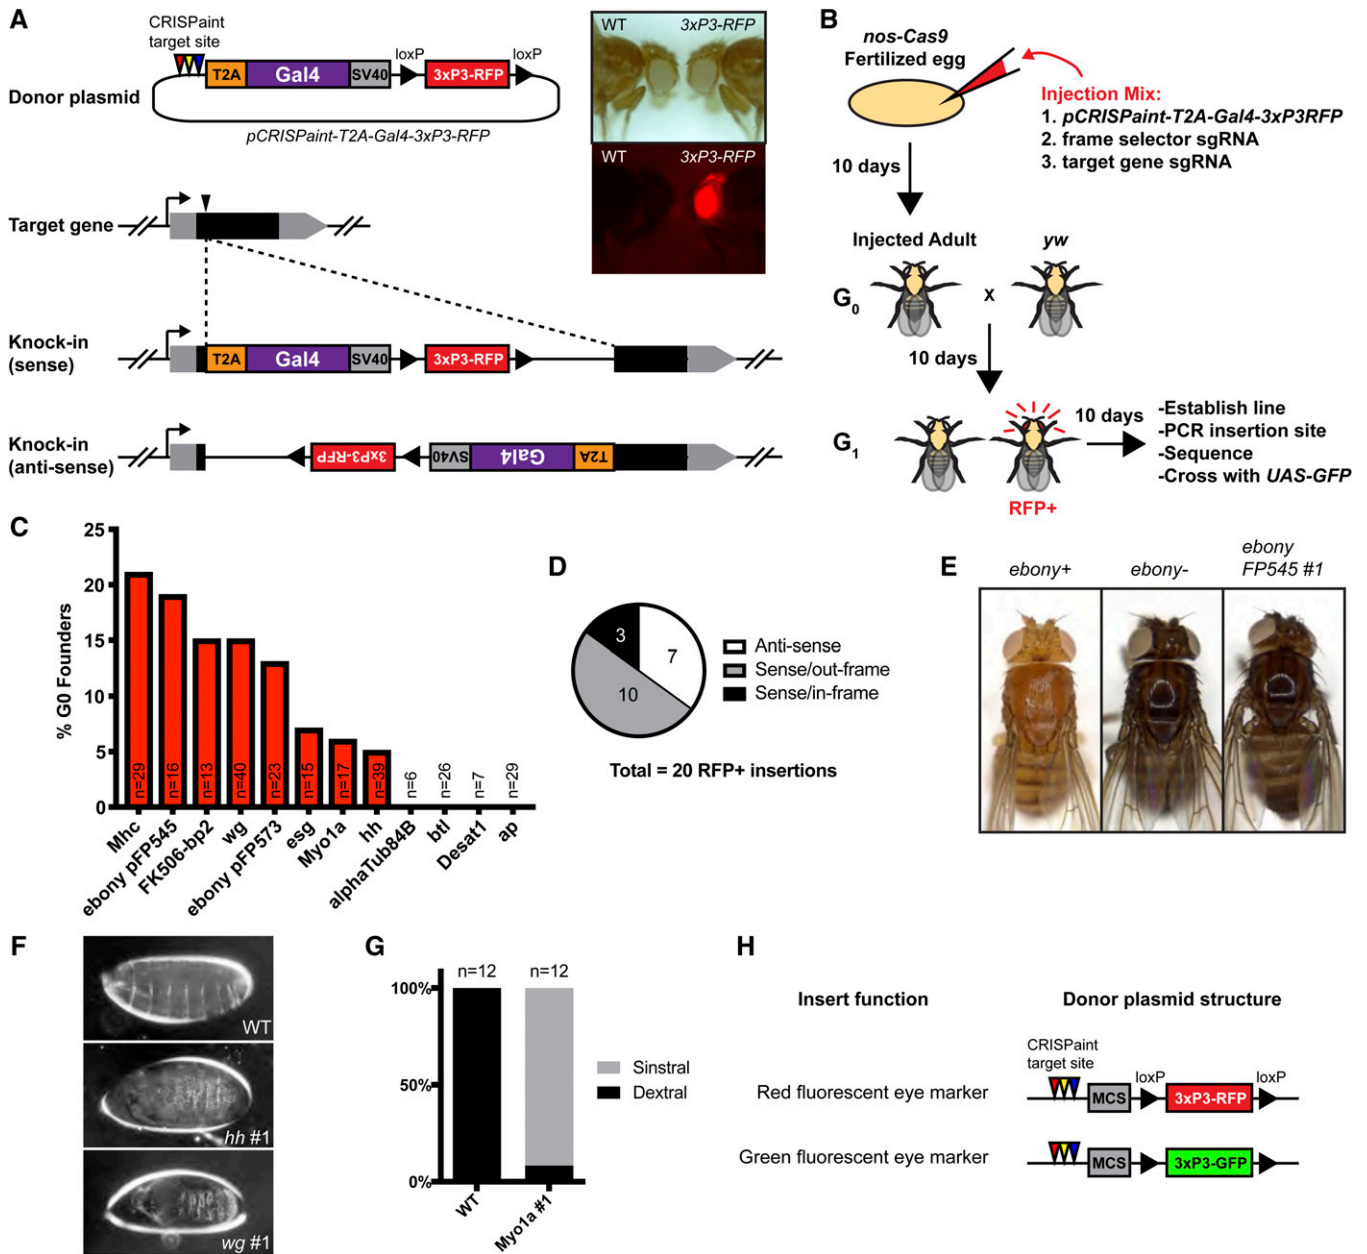 A
CRISPaint
target site
loxP
loxP
T2A
Gal4
SV40
3xP3-RFP
Donor plasmid
pCRISPaint-T2A-Gal4-3xP3-RFP
WT
3xP3-RFP
WT
3xP3-RFP
Target gene
Knock-in
(sense)
T2A
Gal4
SV40
3xP3-RFP
Knock-in
(anti-sense)
3xP3-RFP
SV40
Gal4
T2A
B
nos-Cas9
Fertilized egg
Injection Mix:
1. pCRISPaint-T2A-Gal4-3xP3RFP
2. frame selector sgRNA
3. target gene sgRNA
10 days
Injected Adult
yw
G0
x
10 days
G1
10 days
RFP+
-Establish line
-PCR insertion site
-Sequence
-Cross with UAS-GFP
C
% G0 Founders
25
20
15
10
5
0
n=29
n=16
n=13
n=40
n=23
n=15
n=17
n=39
n=6
n=26
n=7
n=29
Mhc
ebony pFP545
FK506-bp2
wg
ebony pFP573
esg
Myo1a
hh
alphaTub84B
btl
Desat1
ap
D
3
7
10
Anti-sense
Sense/out-frame
Sense/in-frame
Total = 20 RFP+ insertions
E
ebony+
ebony-
ebony
FP545 #1
F
WT
hh #1
wg #1
G
n=12
n=12
100%
50%
0%
WT
Myo1a #1
Sinstral
Dextral
H
Insert function
Donor plasmid structure
CRISPaint
target site
loxP
loxP
Red fluorescent eye marker
MCS
3xP3-RFP
Green fluorescent eye marker
MCS
3xP3-GFP